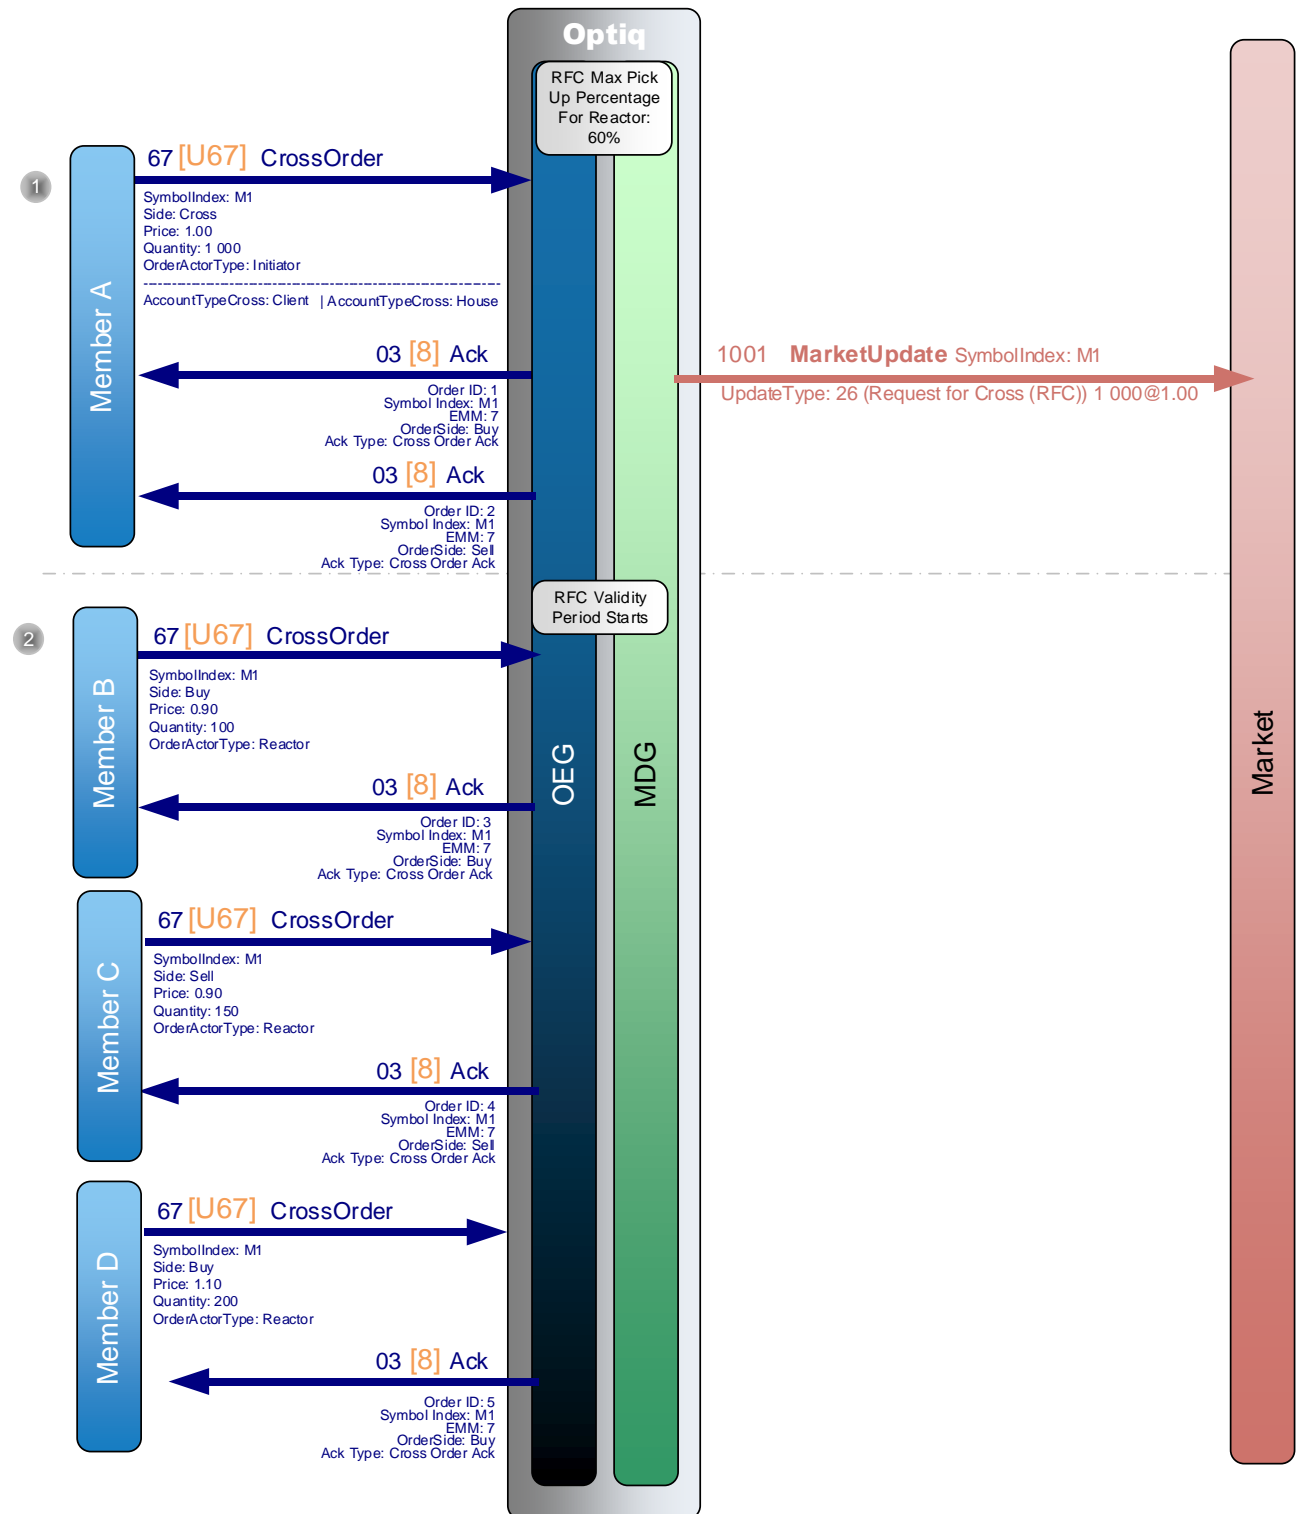 Optiq
RFC Max Pick
Up Percentage
For Reactor:
60%
1
Member A
67 [U67] CrossOrder
SymbolIndex: M1
Side: Cross
Price: 1.00
Quantity: 1 000
OrderActorType: Initiator
AccountTypeCross: Client | AccountTypeCross: House
03 [8] Ack
Order ID: 1
Symbol Index: M1
EMM: 7
OrderSide: Buy
Ack Type: Cross Order Ack
1001 MarketUpdate SymbolIndex: M1
UpdateType: 26 (Request for Cross (RFC)) 1 000@1.00
03 [8] Ack
Order ID: 2
Symbol Index: M1
EMM: 7
OrderSide: Sell
Ack Type: Cross Order Ack
RFC Validity
Period Starts
2
Member B
67 [U67] CrossOrder
SymbolIndex: M1
Side: Buy
Price: 0.90
Quantity: 100
OrderActorType: Reactor
03 [8] Ack
Order ID: 3
Symbol Index: M1
EMM: 7
OrderSide: Buy
Ack Type: Cross Order Ack
OEG
MDG
Market
Member C
67 [U67] CrossOrder
SymbolIndex: M1
Side: Sell
Price: 0.90
Quantity: 150
OrderActorType: Reactor
03 [8] Ack
Order ID: 4
Symbol Index: M1
EMM: 7
OrderSide: Sell
Ack Type: Cross Order Ack
Member D
67 [U67] CrossOrder
SymbolIndex: M1
Side: Buy
Price: 1.10
Quantity: 200
OrderActorType: Reactor
03 [8] Ack
Order ID: 5
Symbol Index: M1
EMM: 7
OrderSide: Buy
Ack Type: Cross Order Ack